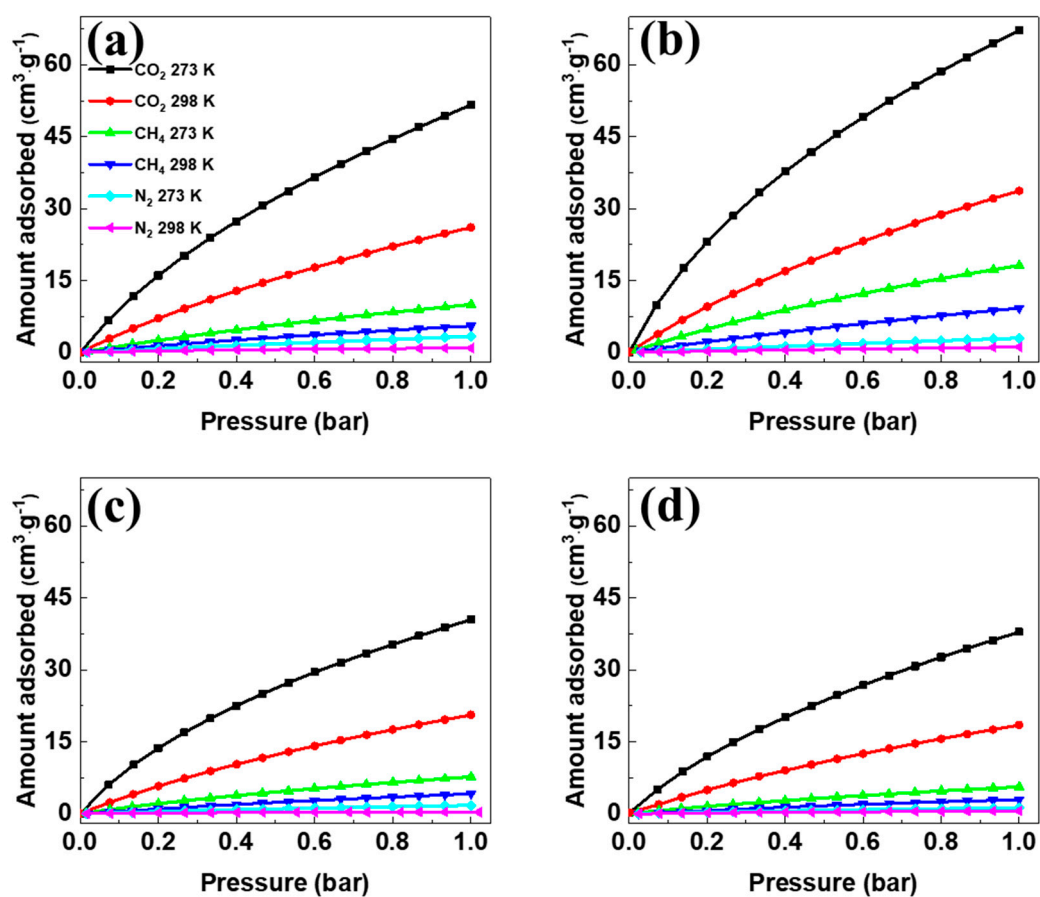 (a)
Amount adsorbed (cm³·g⁻¹)
60
45
30
15
0
CO₂ 273 K
CO₂ 298 K
CH₄ 273 K
CH₄ 298 K
N₂ 273 K
N₂ 298 K
0.0 0.2 0.4 0.6 0.8 1.0
Pressure (bar)
(b)
Amount adsorbed (cm³·g⁻¹)
60
45
30
15
0
0.0 0.2 0.4 0.6 0.8 1.0
Pressure (bar)
(c)
Amount adsorbed (cm³·g⁻¹)
60
45
30
15
0
0.0 0.2 0.4 0.6 0.8 1.0
Pressure (bar)
(d)
Amount adsorbed (cm³·g⁻¹)
60
45
30
15
0
0.0 0.2 0.4 0.6 0.8 1.0
Pressure (bar)